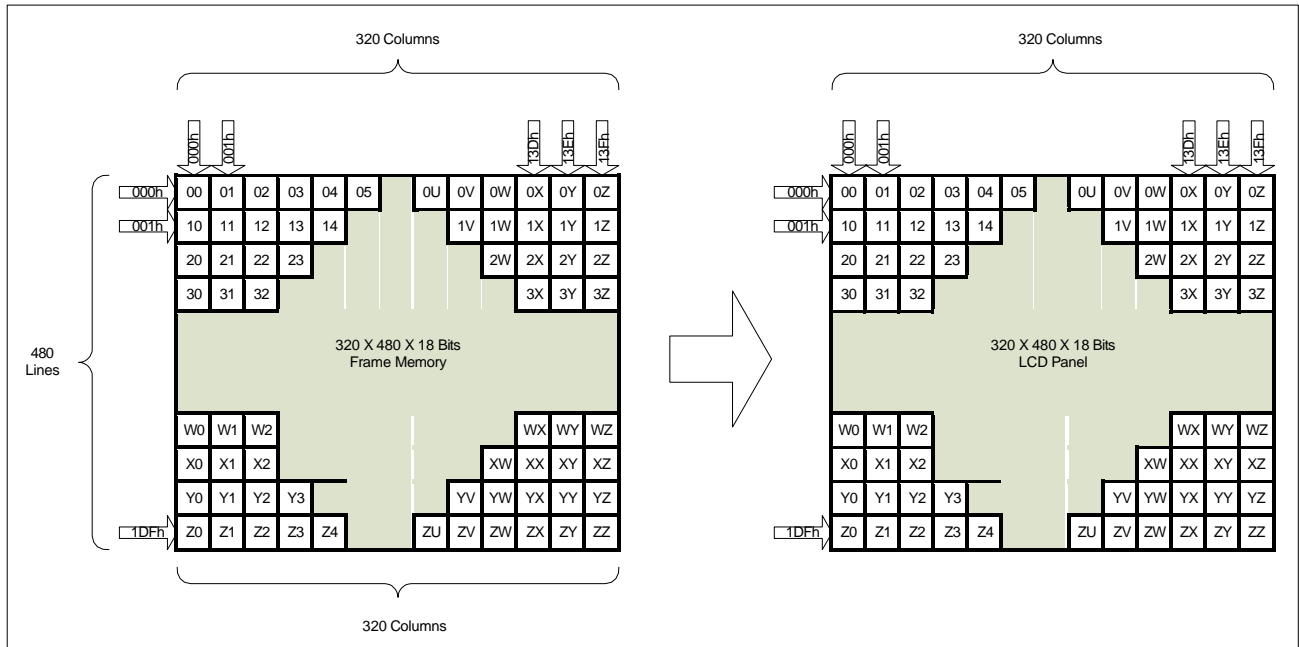 320 Columns 320 Columns
000h 001h 13Dh 13Eh 13Fh 000h 001h 13Dh 13Eh 13Fh
000h 00 01 02 03 04 05 0U 0V 0W 0X 0Y 0Z 000h 00 01 02 03 04 05 0U 0V 0W 0X 0Y 0Z
001h 10 11 12 13 14 1V 1W 1X 1Y 1Z 001h 10 11 12 13 14 1V 1W 1X 1Y 1Z
20 21 22 23 2W 2X 2Y 2Z 20 21 22 23 2W 2X 2Y 2Z
30 31 32 3X 3Y 3Z 30 31 32 3X 3Y 3Z
480
Lines
320 X 480 X 18 Bits
Frame Memory
320 X 480 X 18 Bits
LCD Panel
W0 W1 W2 WX WY WZ W0 W1 W2 WX WY WZ
X0 X1 X2 XW XX XY XZ X0 X1 X2 XW XX XY XZ
Y0 Y1 Y2 Y3 YV YW YX YY YZ Y0 Y1 Y2 Y3 YV YW YX YY YZ
1DFh Z0 Z1 Z2 Z3 Z4 ZU ZV ZW ZX ZY ZZ 1DFh Z0 Z1 Z2 Z3 Z4 ZU ZV ZW ZX ZY ZZ
320 Columns